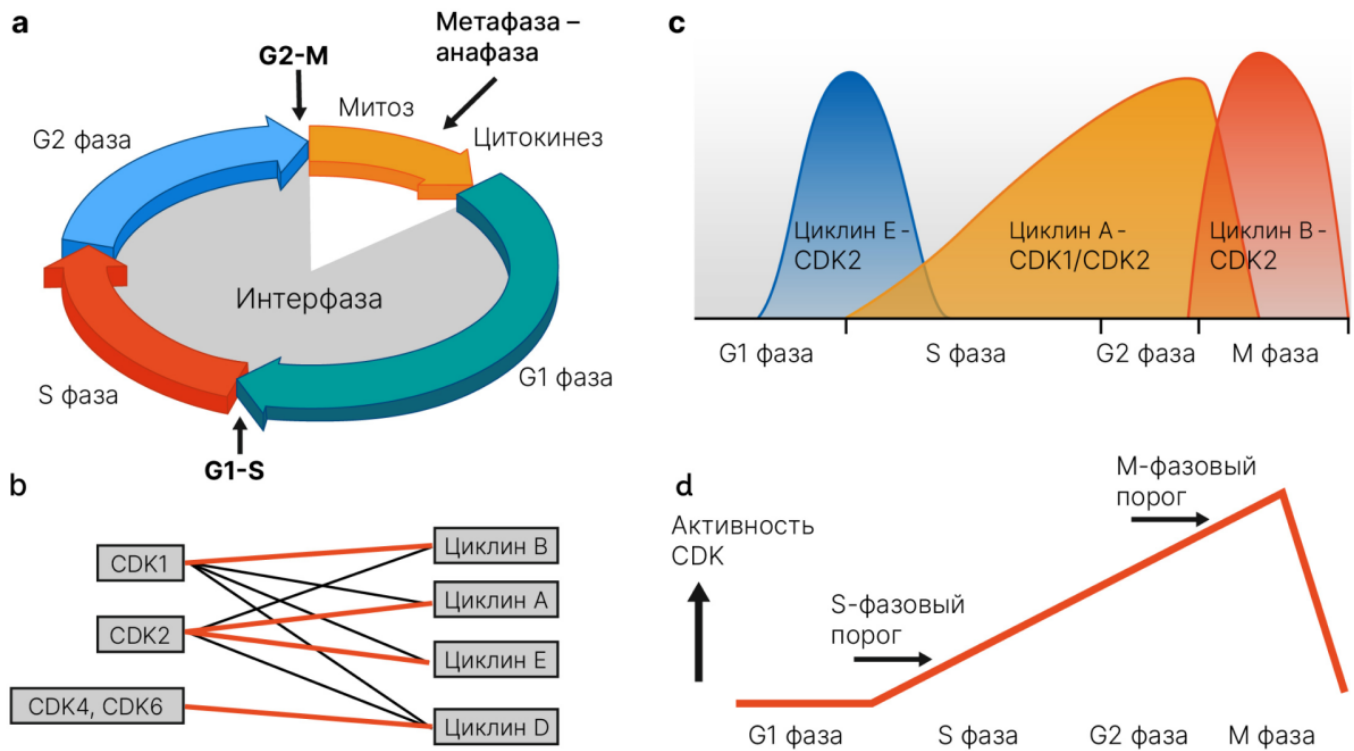 a
G2-M
Метафаза –
анафаза
Митоз
Цитокинез
G2 фаза
Интерфаза
S фаза
G1 фаза
G1-S
b
CDK1
CDK2
CDK4, CDK6
Циклин B
Циклин A
Циклин E
Циклин D
c
Циклин E -
CDK2
Циклин A -
CDK1/CDK2
Циклин B -
CDK2
G1 фаза
S фаза
G2 фаза
M фаза
d
Активность
CDK
S-фазовый
порог
M-фазовый
порог
G1 фаза
S фаза
G2 фаза
M фаза